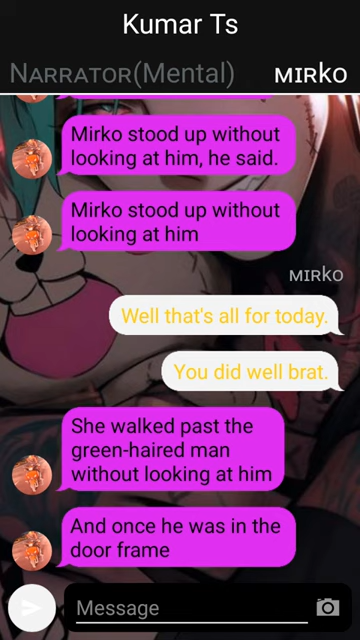 Kumar Ts
Narrator(Mental) мırko
Mirko stood up without
looking at him, he said.
Mirko stood up without
looking at him
мırko
Well that's all for today.
You did well brat.
She walked past the
green-haired man
without looking at him
And once he was in the
door frame
Message